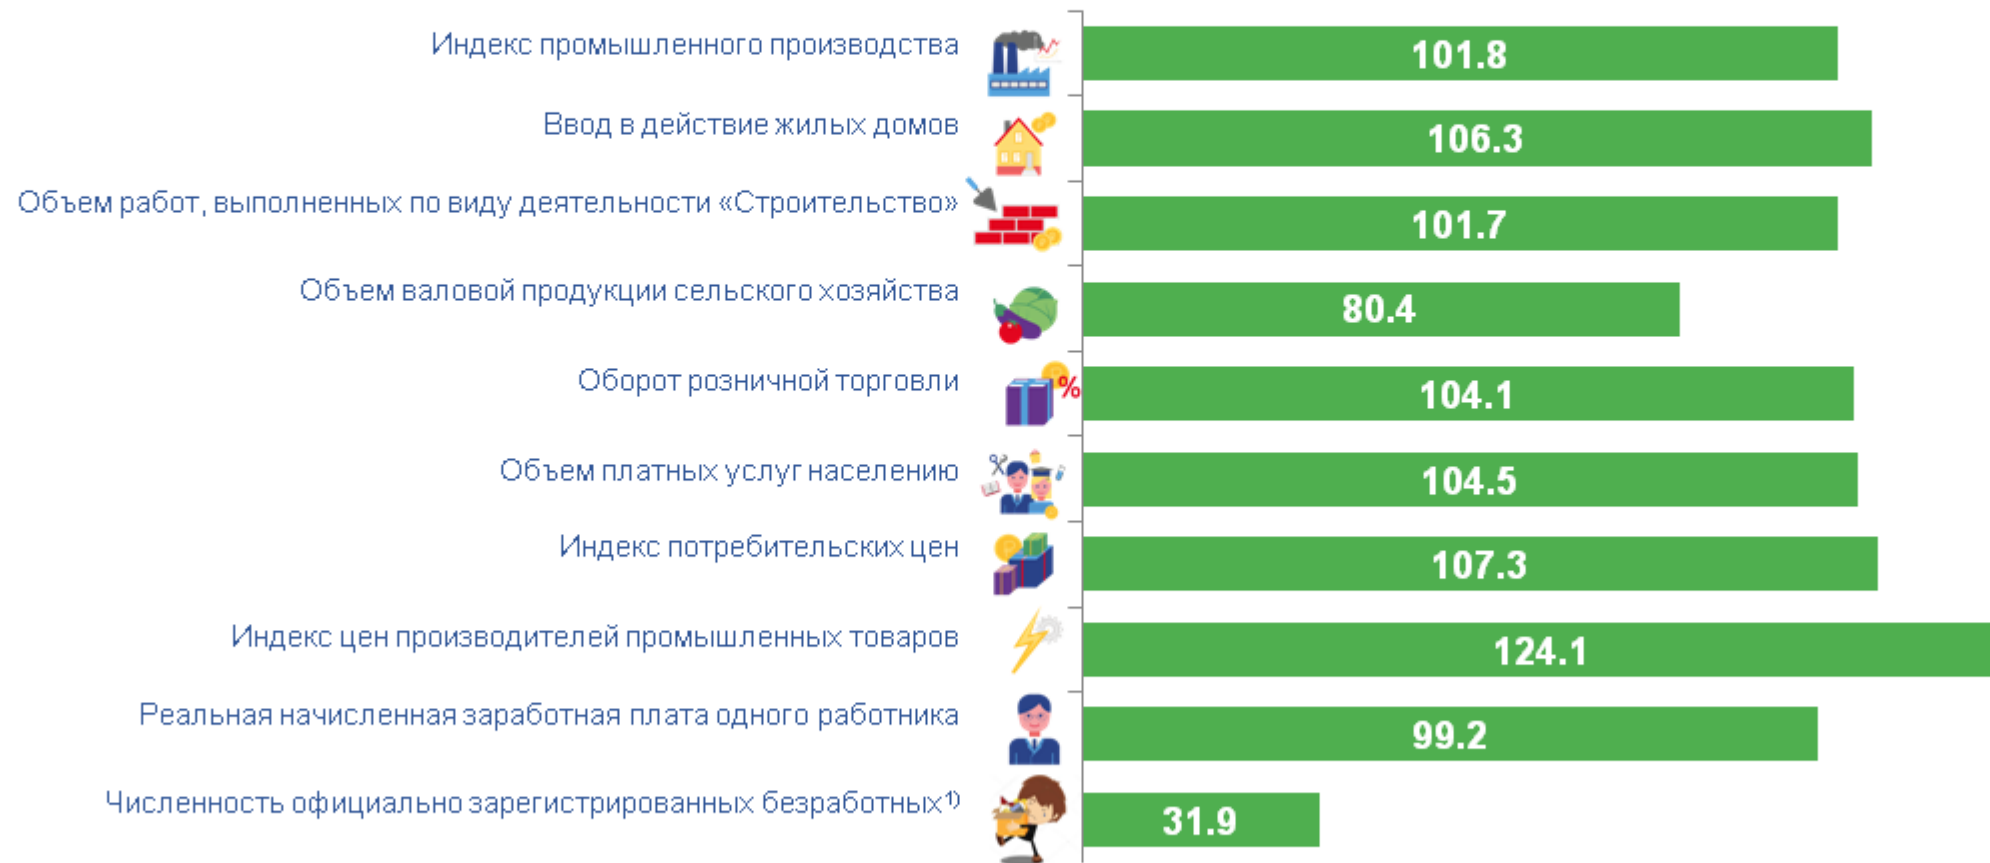 Индекс промышленного производства 101.8
Ввод в действие жилых домов 106.3
Объем работ, выполненных по виду деятельности «Строительство» 101.7
Объем валовой продукции сельского хозяйства 80.4
Оборот розничной торговли % 104.1
Объем платных услуг населению 104.5
Индекс потребительских цен 107.3
Индекс цен производителей промышленных товаров 124.1
Реальная начисленная заработная плата одного работника 99.2
Численность официально зарегистрированных безработных¹⁾ 31.9